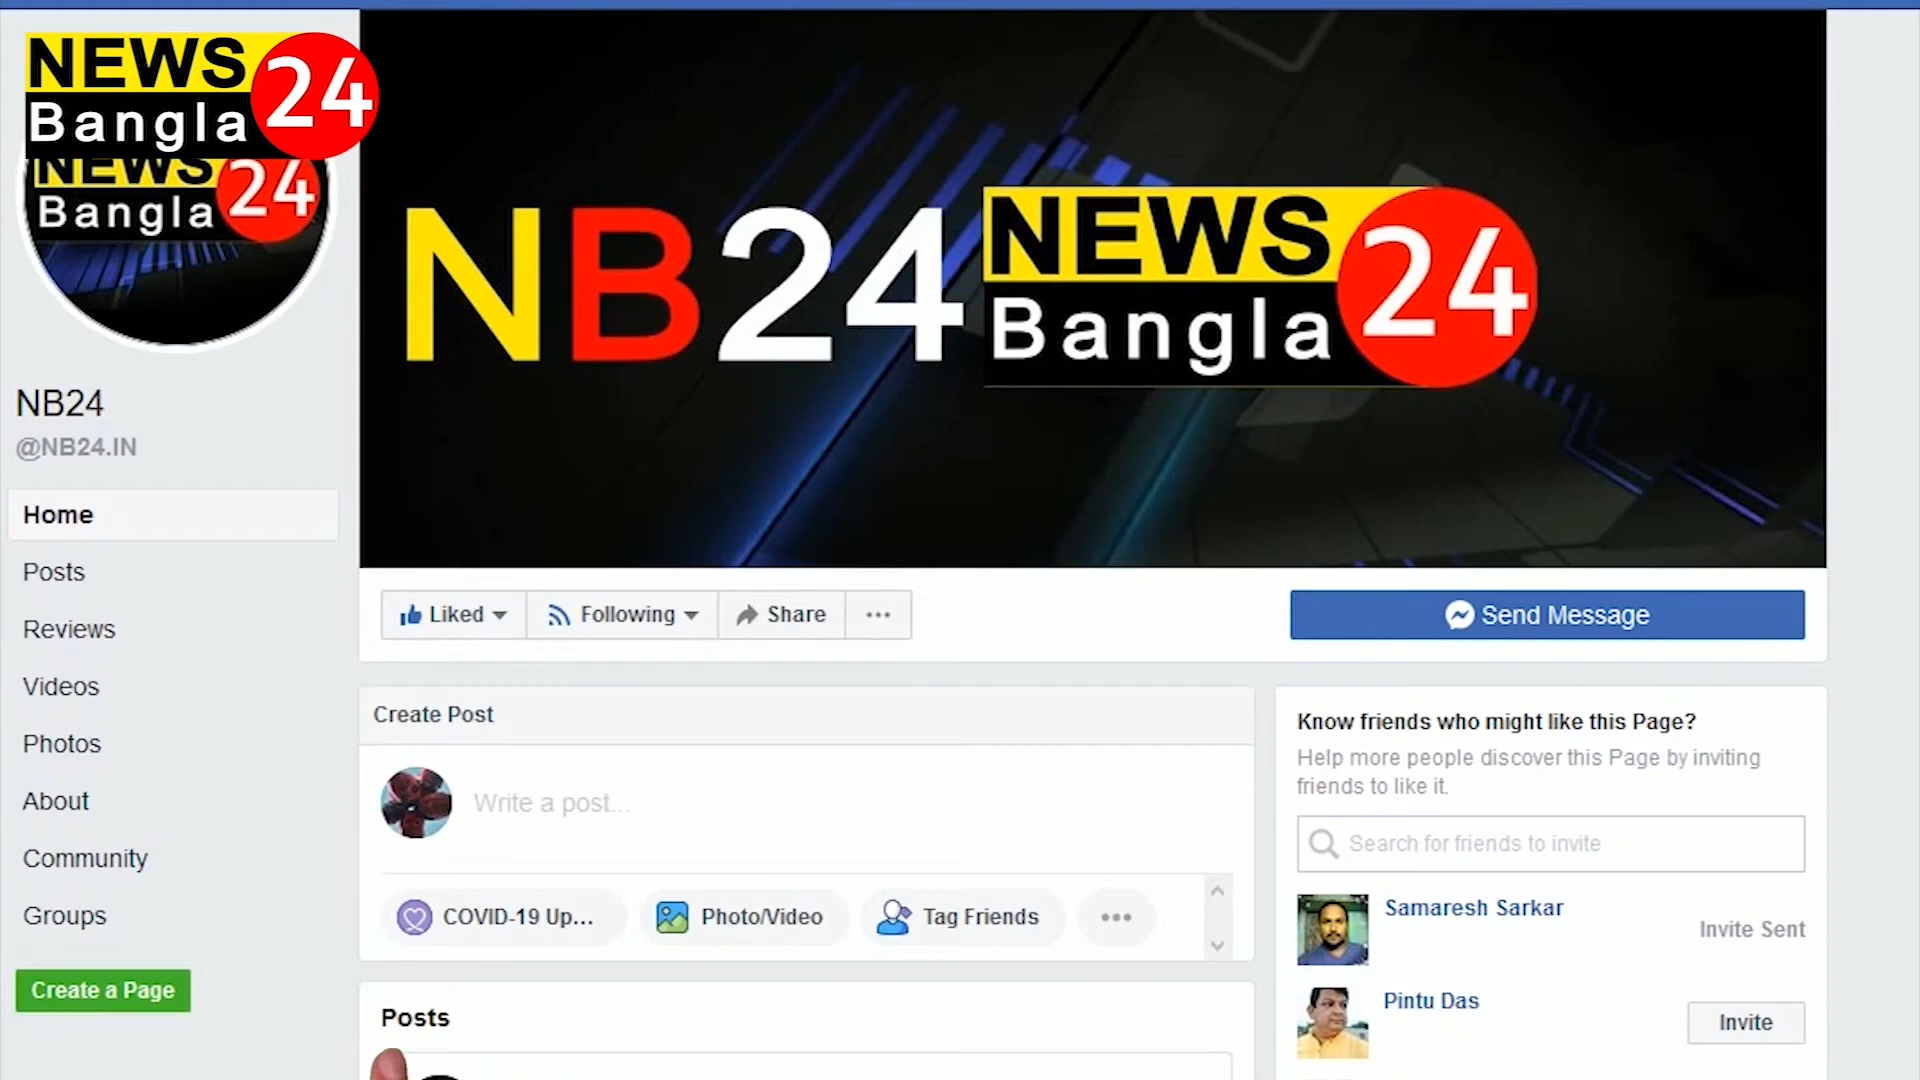 NEWS
Bangla 24
NEWS
Bangla 24
NB24
@NB24.IN
Home
Posts
Reviews
Videos
Photos
About
Community
Groups
Create a Page
NB24 NEWS
Bangla 24
Liked
Following
Share
Send Message
Create Post
Write a post...
COVID-19 Up...
Photo/Video
Tag Friends
Posts
Know friends who might like this Page?
Help more people discover this Page by inviting
friends to like it.
Search for friends to invite
Samaresh Sarkar
Invite Sent
Pintu Das
Invite